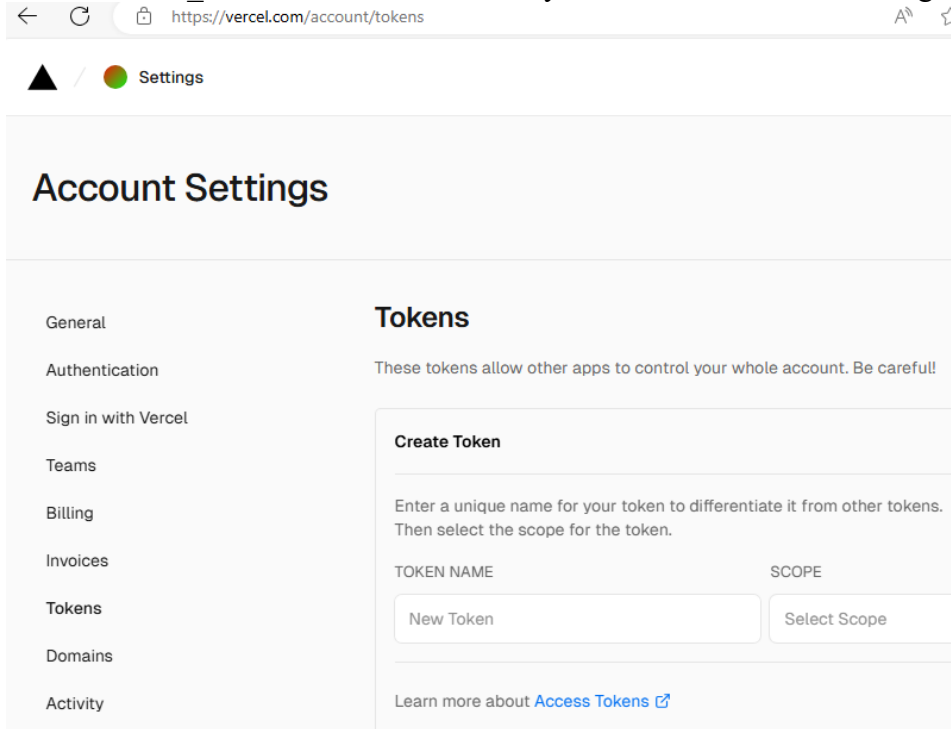 https://vercel.com/account/tokens
Settings
Account Settings
General
Authentication
Sign in with Vercel
Teams
Billing
Invoices
Tokens
Domains
Activity
Tokens
These tokens allow other apps to control your whole account. Be careful!
Create Token
Enter a unique name for your token to differentiate it from other tokens.
Then select the scope for the token.
TOKEN NAME
SCOPE
New Token
Select Scope
Learn more about Access Tokens